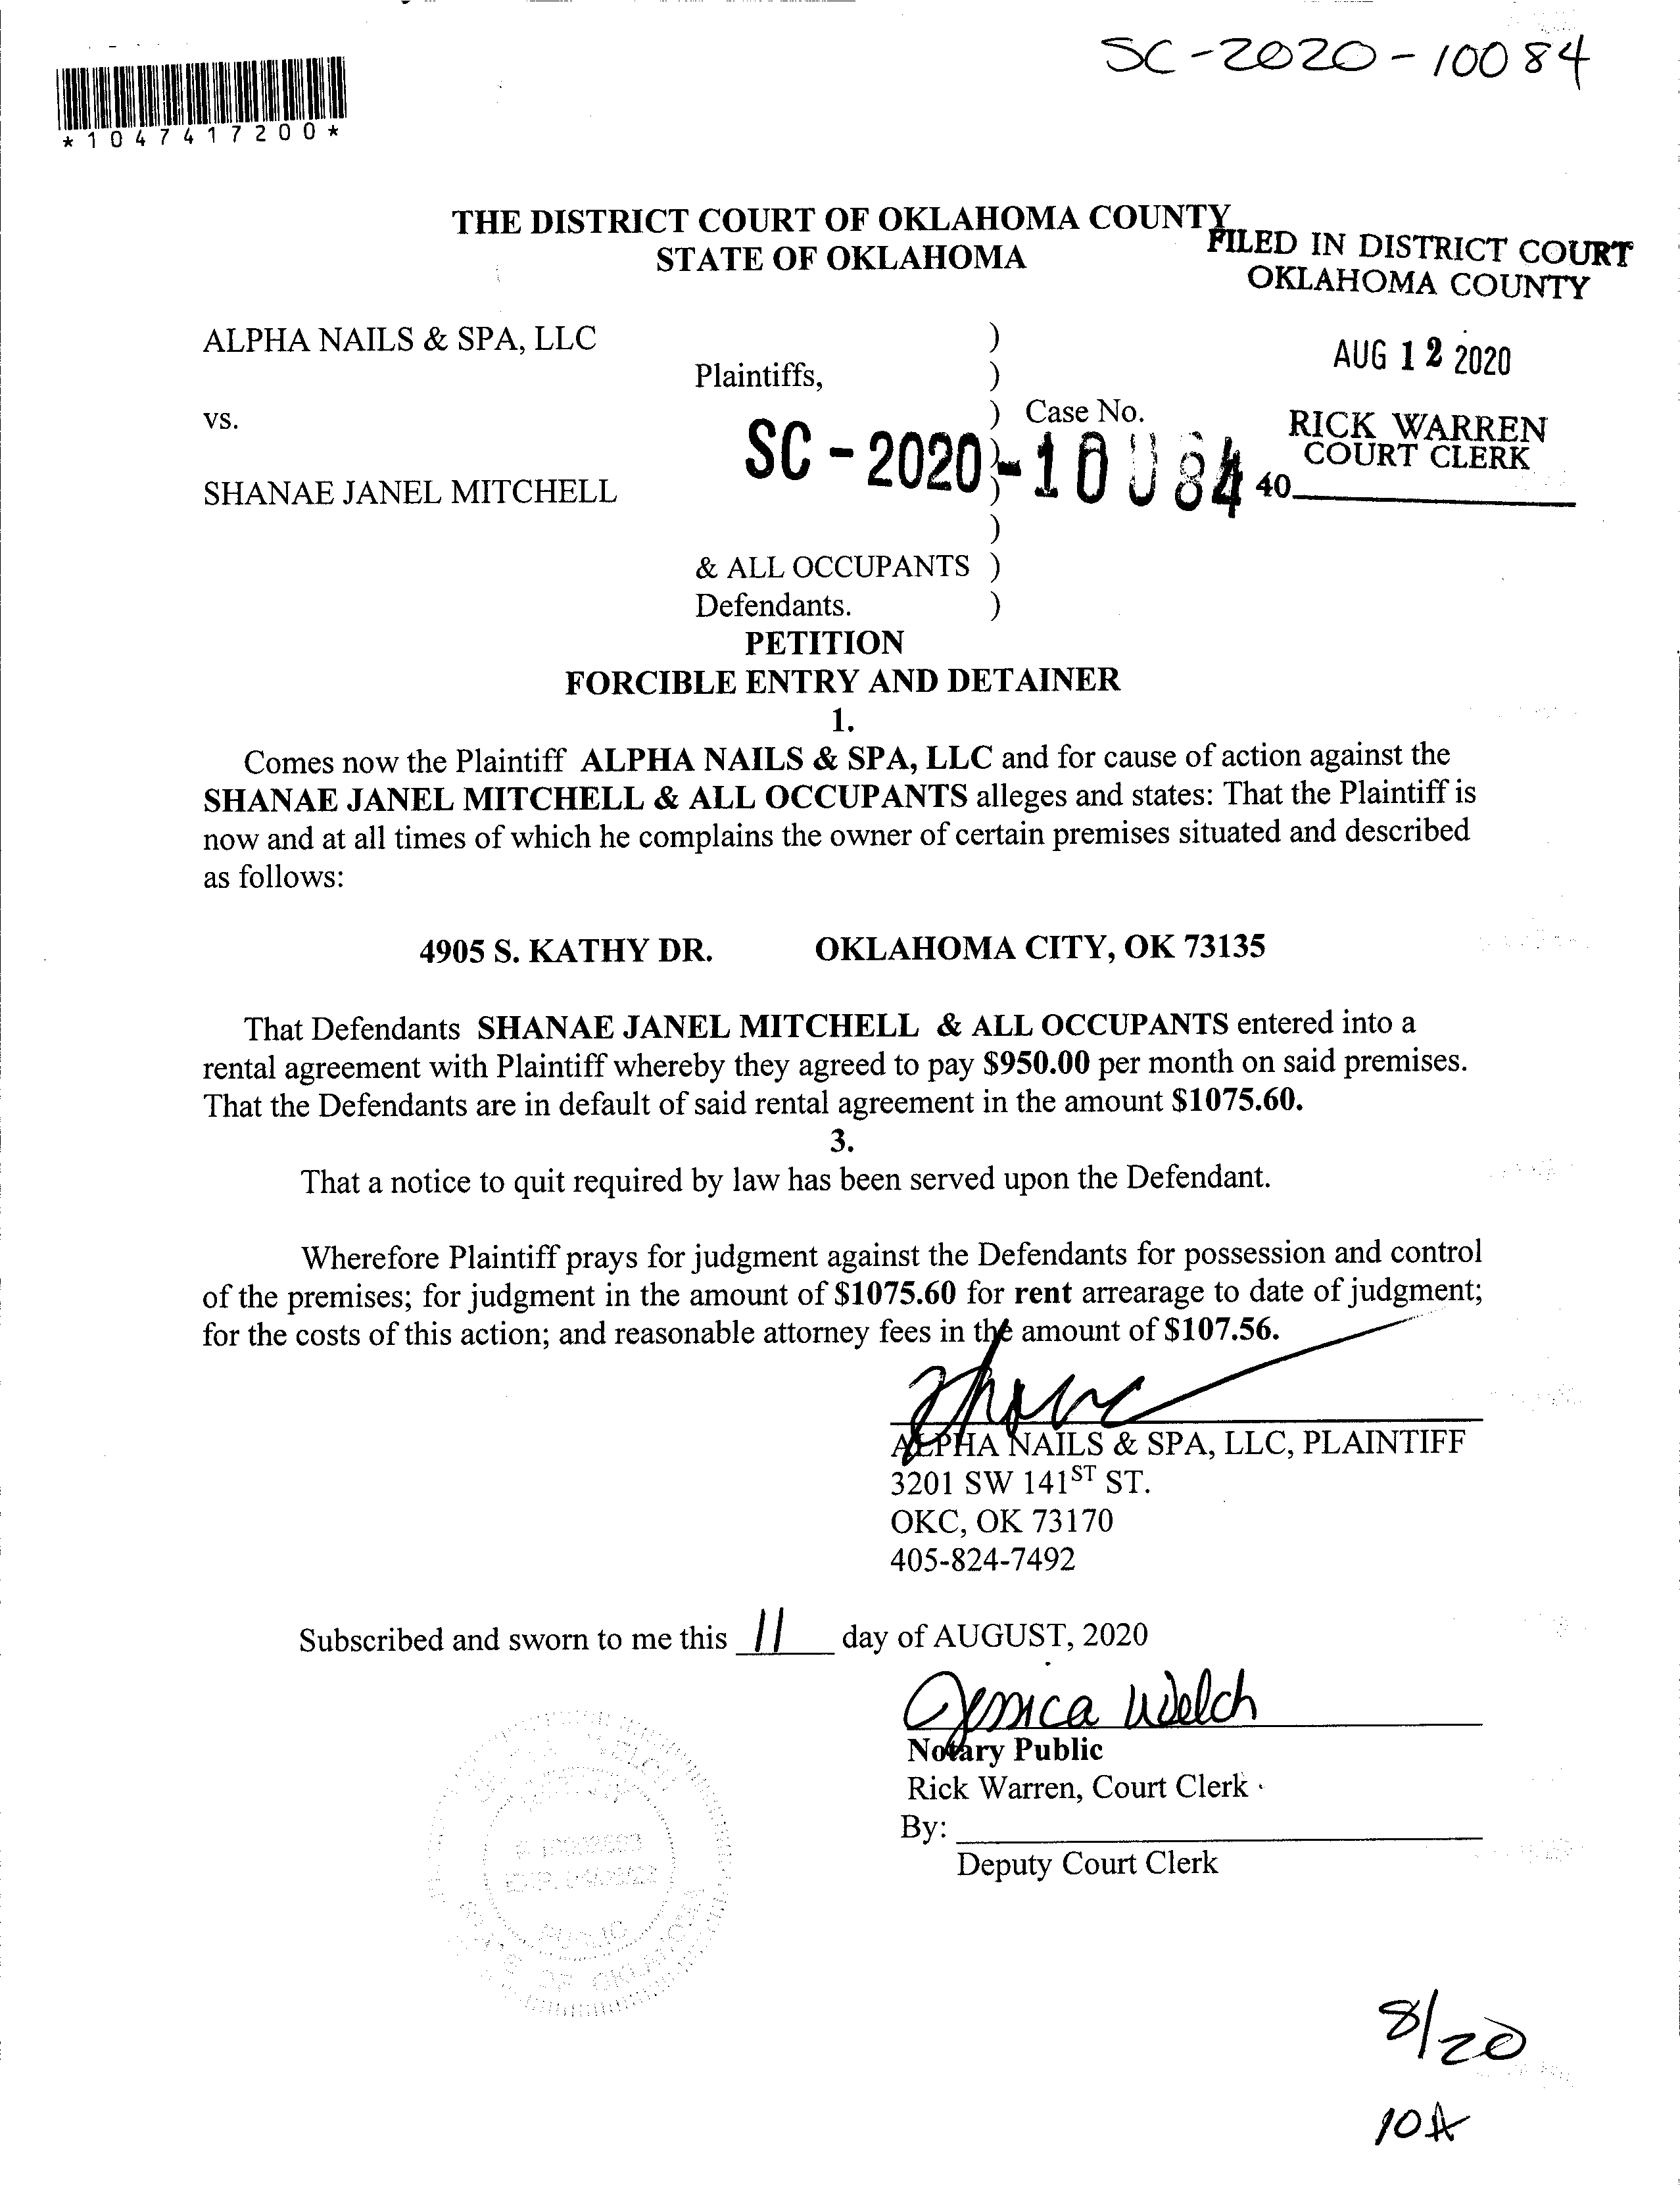 SC-2020-10084
*1047417200*
THE DISTRICT COURT OF OKLAHOMA COUNTY
STATE OF OKLAHOMA
FILED IN DISTRICT COURT
OKLAHOMA COUNTY
ALPHA NAILS & SPA, LLC )
AUG 12 2020
Plaintiffs, )
vs. ) Case No.
RICK WARREN
COURT CLERK
SC-2020-10084
40
SHANAE JANEL MITCHELL )
)
& ALL OCCUPANTS )
Defendants. )
PETITION
FORCIBLE ENTRY AND DETAINER
1.
Comes now the Plaintiff ALPHA NAILS & SPA, LLC and for cause of action against the
SHANAE JANEL MITCHELL & ALL OCCUPANTS alleges and states: That the Plaintiff is
now and at all times of which he complains the owner of certain premises situated and described
as follows:
4905 S. KATHY DR. OKLAHOMA CITY, OK 73135
That Defendants SHANAE JANEL MITCHELL & ALL OCCUPANTS entered into a
rental agreement with Plaintiff whereby they agreed to pay $950.00 per month on said premises.
That the Defendants are in default of said rental agreement in the amount $1075.60.
3.
That a notice to quit required by law has been served upon the Defendant.
Wherefore Plaintiff prays for judgment against the Defendants for possession and control
of the premises; for judgment in the amount of $1075.60 for rent arrearage to date of judgment;
for the costs of this action; and reasonable attorney fees in the amount of $107.56.
ALPHA NAILS & SPA, LLC, PLAINTIFF
3201 SW 141ST ST.
OKC, OK 73170
405-824-7492
Subscribed and sworn to me this 11 day of AUGUST, 2020
Jessica Welch
Notary Public
Rick Warren, Court Clerk
By:
Deputy Court Clerk
PUBLIC
OF OKLAHOMA
8/20
10A